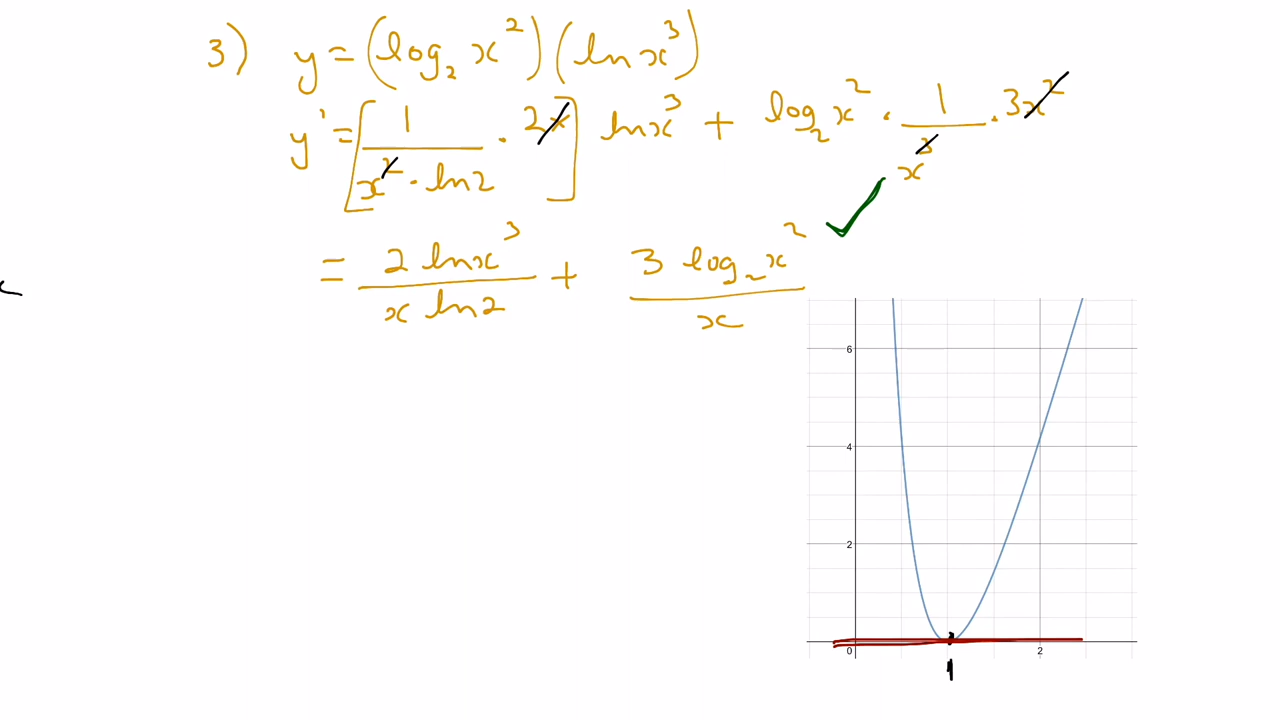 3) y = (log₂ x²)(ln x³)
y' = [1/(x² · ln2) · 2x] ln x³ + log₂ x² · 1/x³ · 3x²
= 2 ln x³/(x ln2) + 3 log₂ x²/x ✓
6
4
2
0 2
1